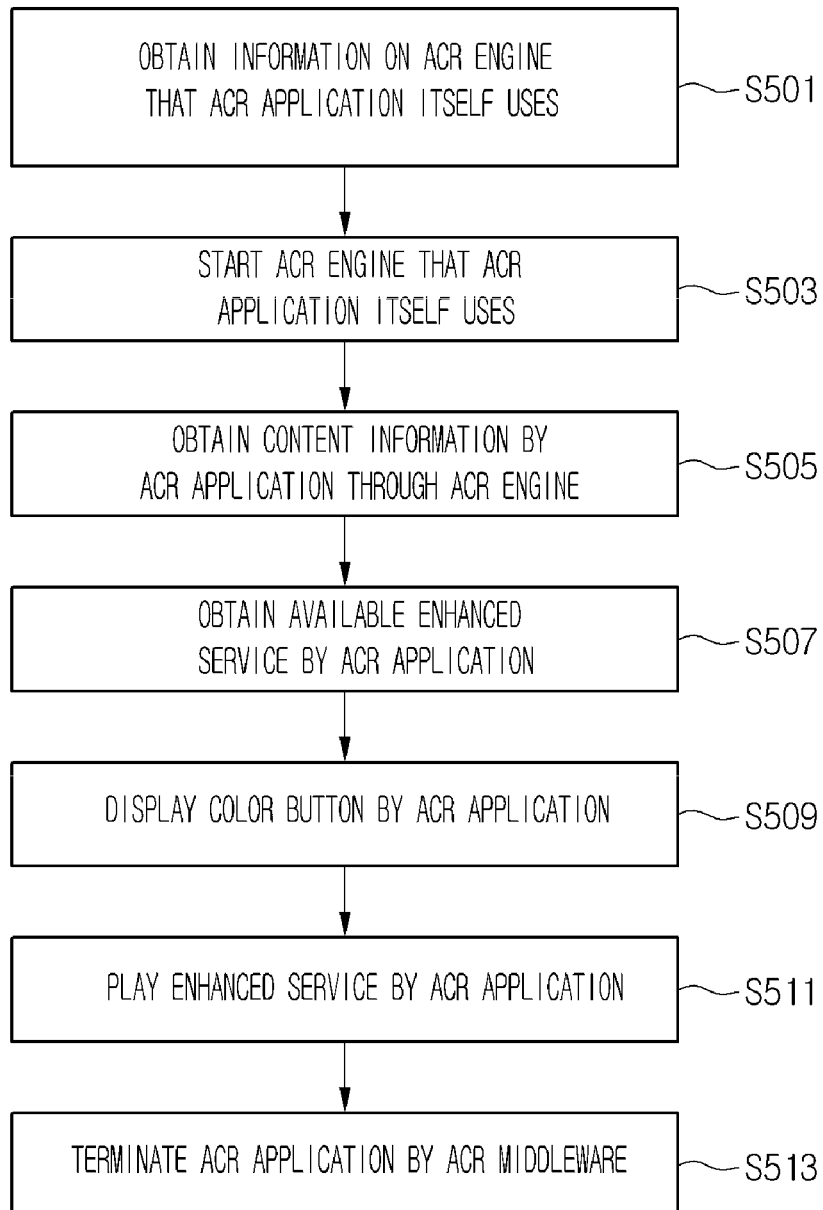 OBTAIN INFORMATION ON ACR ENGINE
THAT ACR APPLICATION ITSELF USES
S501
START ACR ENGINE THAT ACR
APPLICATION ITSELF USES
S503
OBTAIN CONTENT INFORMATION BY
ACR APPLICATION THROUGH ACR ENGINE
S505
OBTAIN AVAILABLE ENHANCED
SERVICE BY ACR APPLICATION
S507
DISPLAY COLOR BUTTON BY ACR APPLICATION
S509
PLAY ENHANCED SERVICE BY ACR APPLICATION
S511
TERMINATE ACR APPLICATION BY ACR MIDDLEWARE
S513